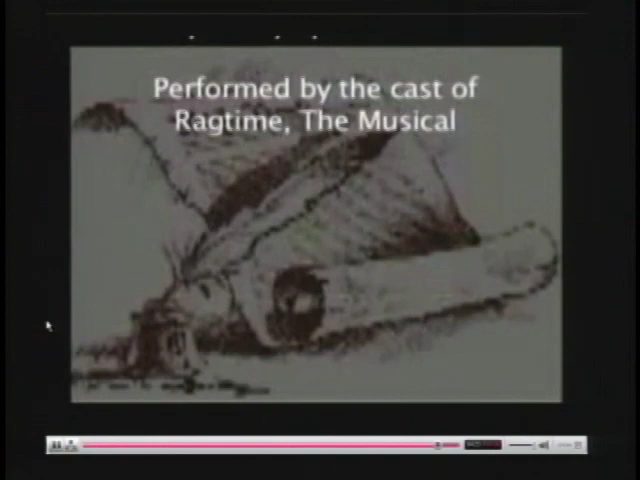 Performed by the cast of
Ragtime, The Musical